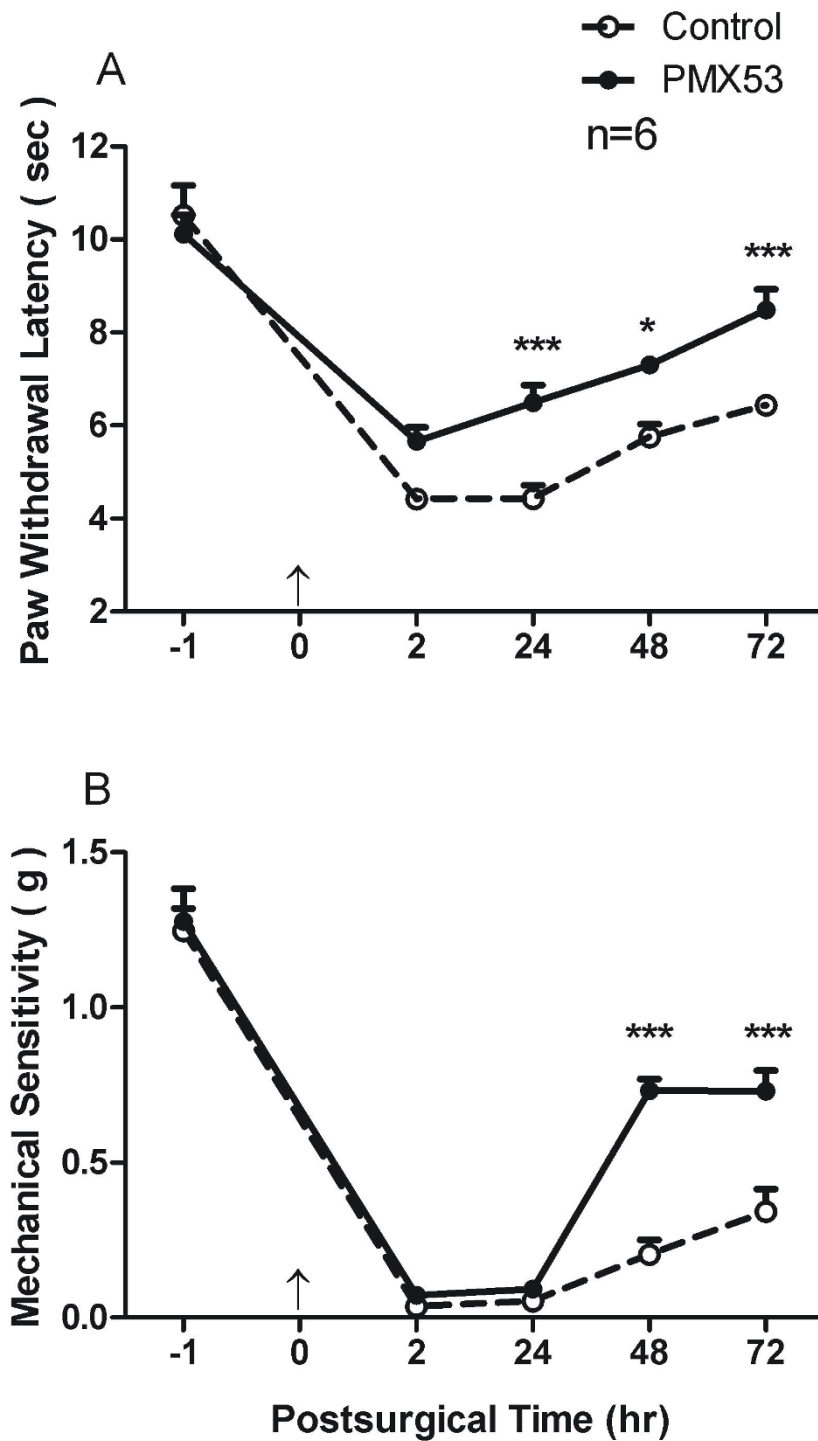 Control
PMX53
n=6
A
Paw Withdrawal Latency ( sec )
12
10
8
6
4
2
***
*
***
↑
-1 0 2 24 48 72
B
Mechanical Sensitivity ( g )
1.5
1.0
0.5
0.0
*** ***
↑
-1 0 2 24 48 72
Postsurgical Time (hr)